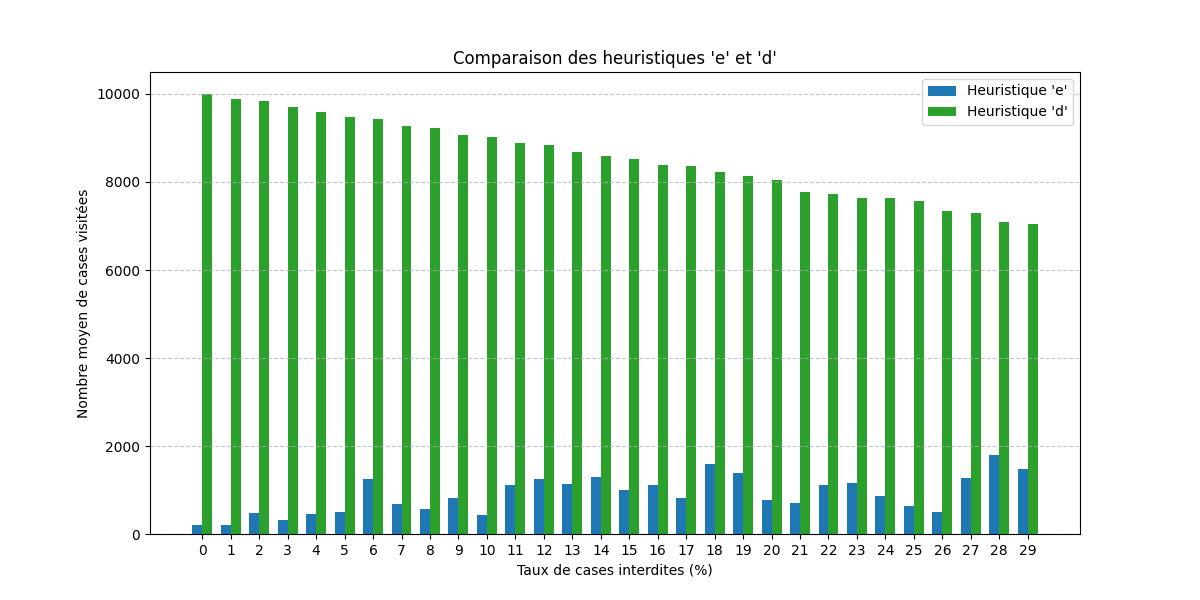 Comparaison des heuristiques 'e' et 'd'
Heuristique 'e'
Heuristique 'd'
Nombre moyen de cases visitées
10000
8000
6000
4000
2000
0
0 1 2 3 4 5 6 7 8 9 10 11 12 13 14 15 16 17 18 19 20 21 22 23 24 25 26 27 28 29
Taux de cases interdites (%)